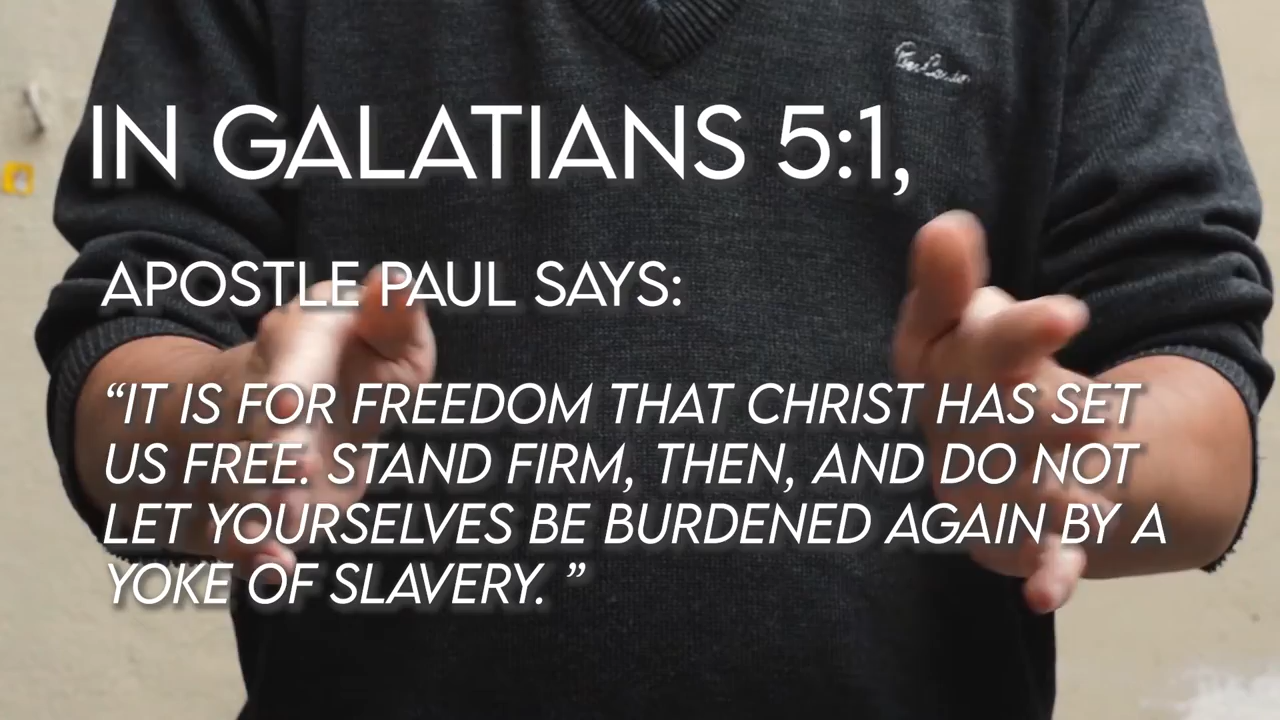 IN GALATIANS 5:1,
APOSTLE PAUL SAYS:
“IT IS FOR FREEDOM THAT CHRIST HAS SET
US FREE. STAND FIRM, THEN, AND DO NOT
LET YOURSELVES BE BURDENED AGAIN BY A
YOKE OF SLAVERY. ”